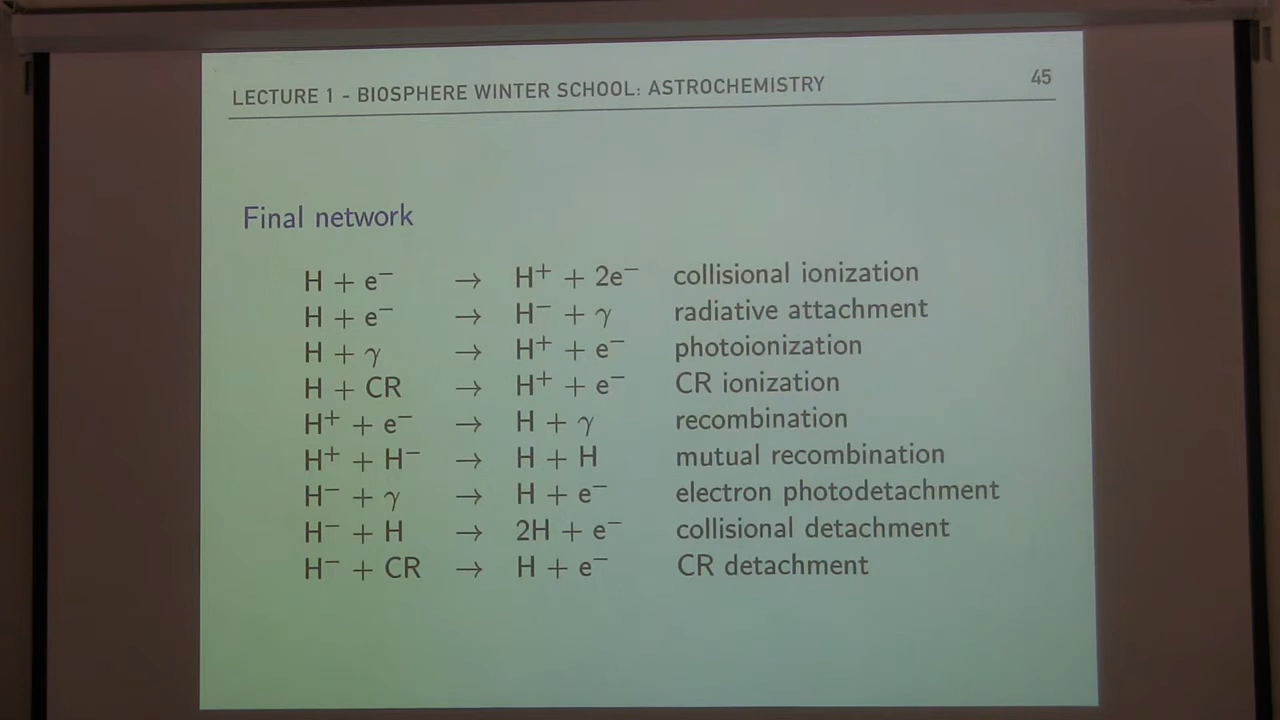 LECTURE 1 - BIOSPHERE WINTER SCHOOL: ASTROCHEMISTRY 45
Final network
H + e⁻ → H⁺ + 2e⁻ collisional ionization
H + e⁻ → H⁻ + γ radiative attachment
H + γ → H⁺ + e⁻ photoionization
H + CR → H⁺ + e⁻ CR ionization
H⁺ + e⁻ → H + γ recombination
H⁺ + H⁻ → H + H mutual recombination
H⁻ + γ → H + e⁻ electron photodetachment
H⁻ + H → 2H + e⁻ collisional detachment
H⁻ + CR → H + e⁻ CR detachment